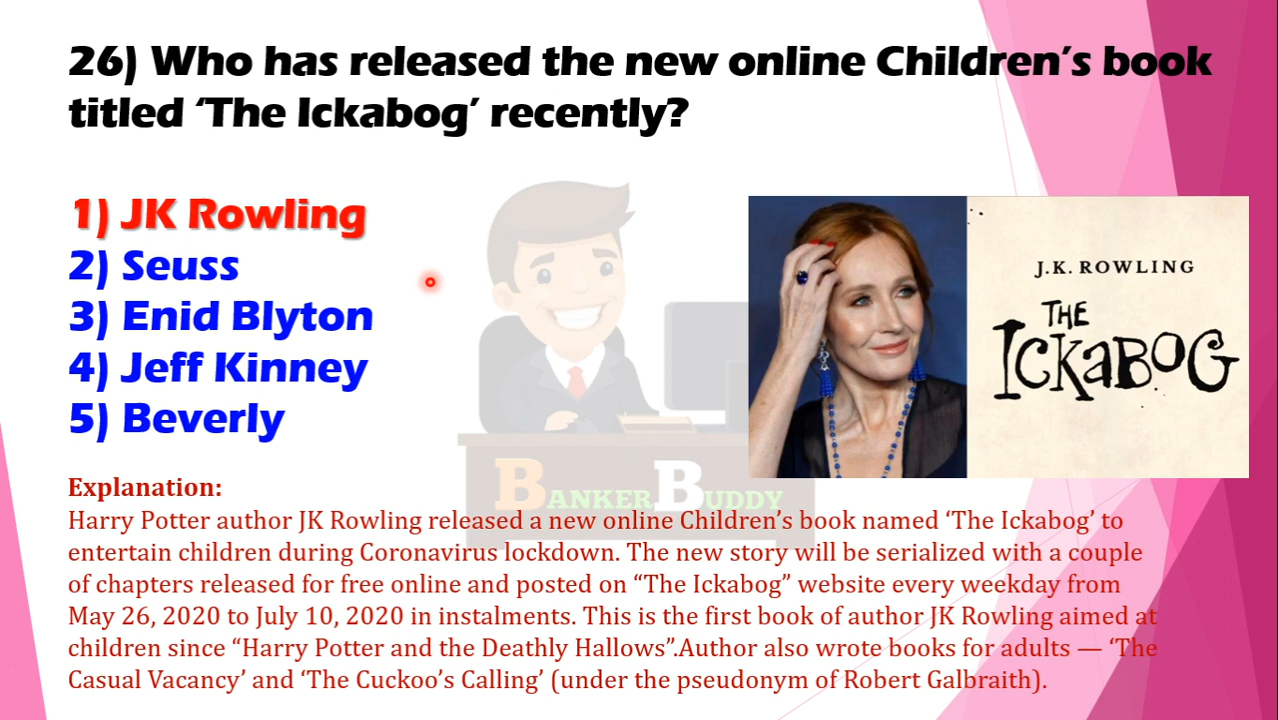 26) Who has released the new online Children's book
titled ‘The Ickabog’ recently?
1) JK Rowling
2) Seuss
3) Enid Blyton
4) Jeff Kinney
5) Beverly
J.K. ROWLING
THE
ICKABOG
BANKER BUDDY
Explanation:
Harry Potter author JK Rowling released a new online Children’s book named ‘The Ickabog’ to
entertain children during Coronavirus lockdown. The new story will be serialized with a couple
of chapters released for free online and posted on “The Ickabog” website every weekday from
May 26, 2020 to July 10, 2020 in instalments. This is the first book of author JK Rowling aimed at
children since “Harry Potter and the Deathly Hallows”.Author also wrote books for adults — ‘The
Casual Vacancy’ and ‘The Cuckoo’s Calling’ (under the pseudonym of Robert Galbraith).